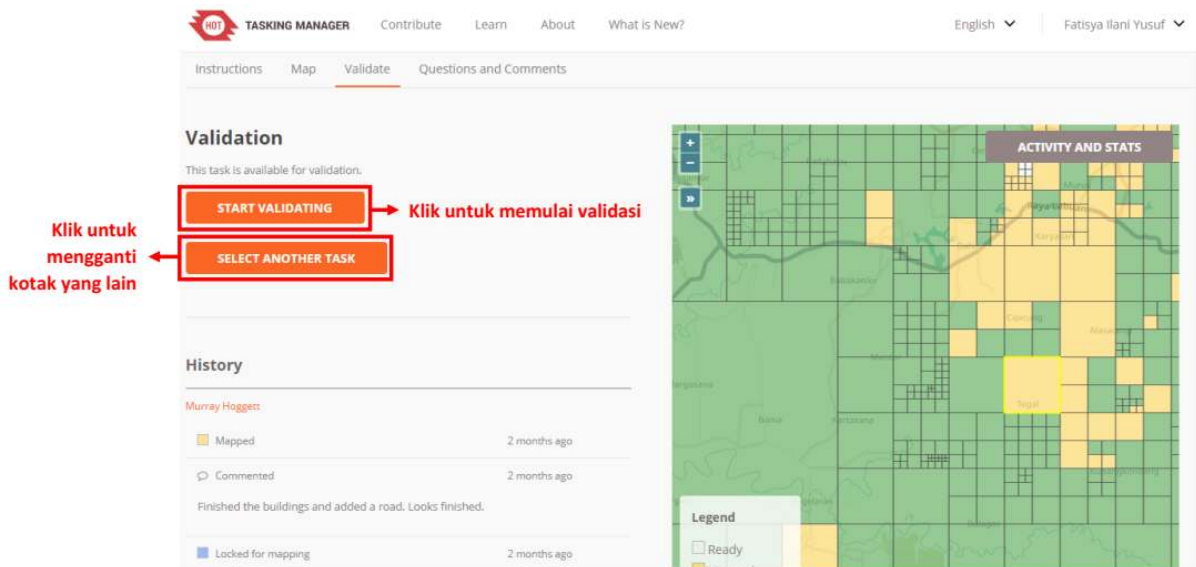 HOT TASKING MANAGER Contribute Learn About What is New? English Fatisya Ilani Yusuf
Instructions Map Validate Questions and Comments
Validation
This task is available for validation.
START VALIDATING
Klik untuk memulai validasi
Klik untuk
mengganti
kotak yang lain
SELECT ANOTHER TASK
History
Murray Hoggett
Mapped 2 months ago
Commented 2 months ago
Finished the buildings and added a road. Looks finished.
Locked for mapping 2 months ago
+
-
»
ACTIVITY AND STATS
Tegal
Legend
Ready